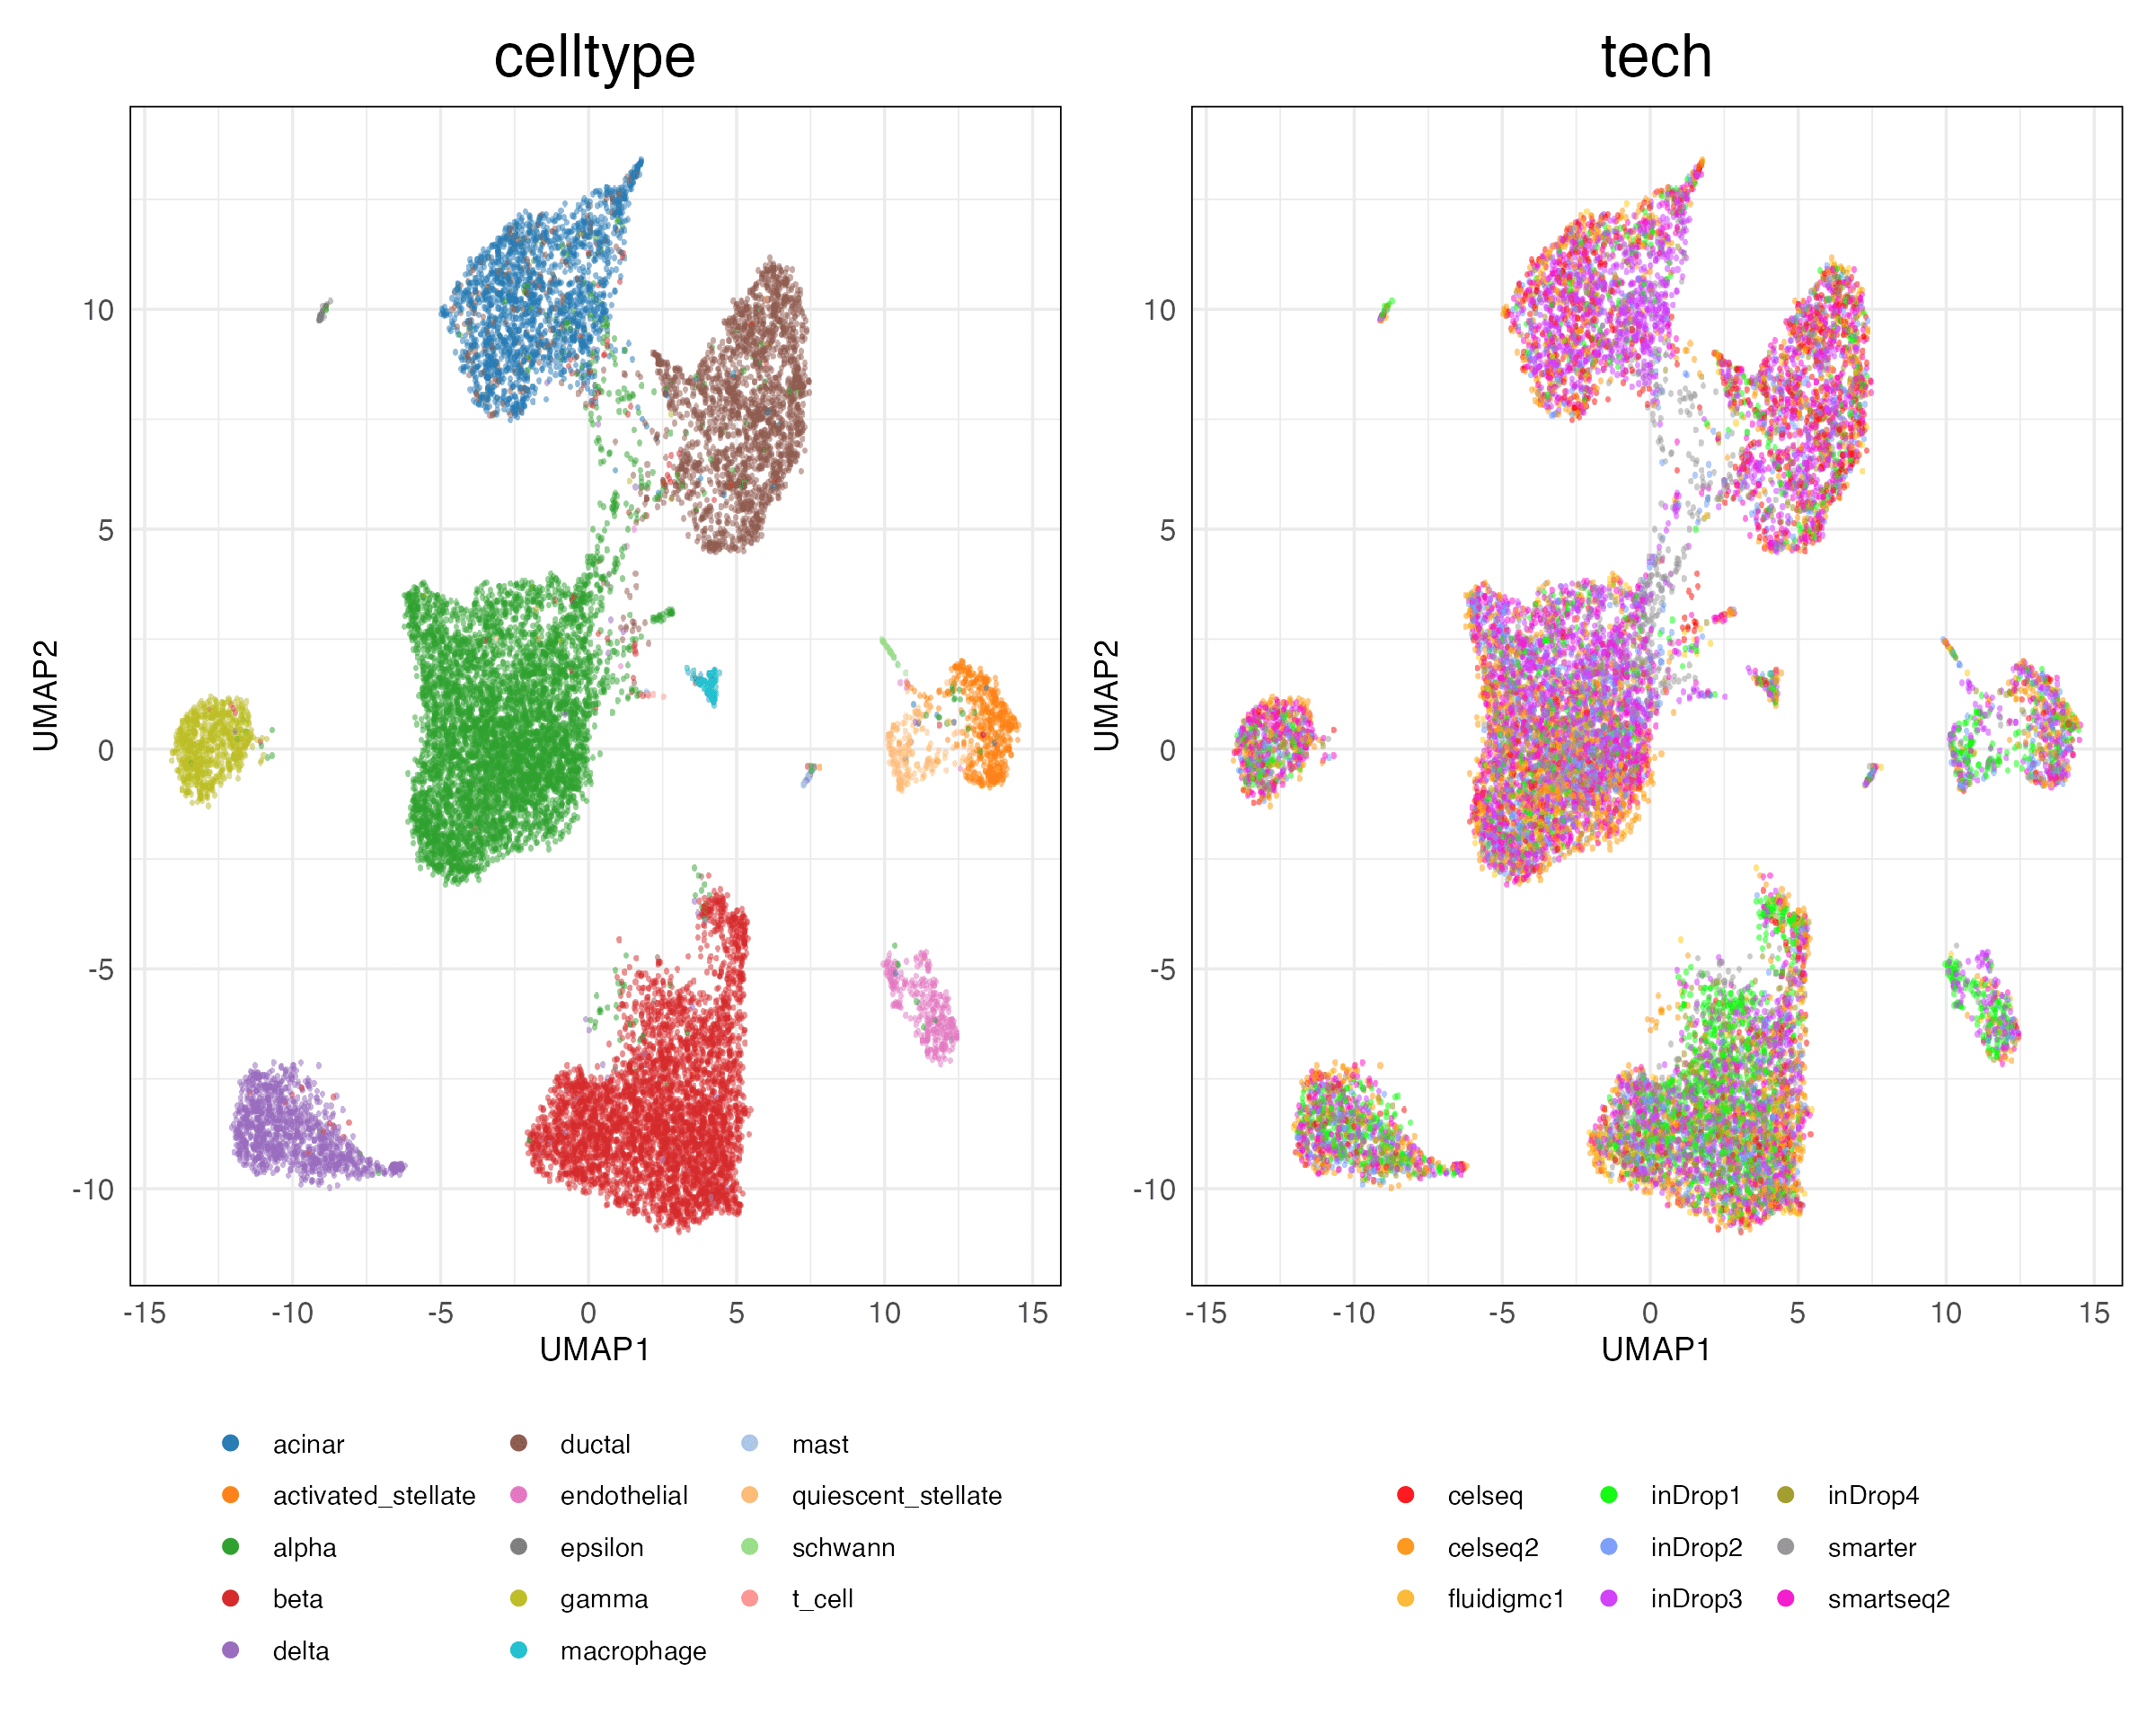 celltype
tech
UMAP2
10
5
0
-5
-10
-15 -10 -5 0 5 10 15
UMAP1
UMAP2
10
5
0
-5
-10
-15 -10 -5 0 5 10 15
UMAP1
acinar ductal mast
activated_stellate endothelial quiescent_stellate
alpha epsilon schwann
beta gamma t_cell
delta macrophage
celseq inDrop1 inDrop4
celseq2 inDrop2 smarter
fluidigmc1 inDrop3 smartseq2